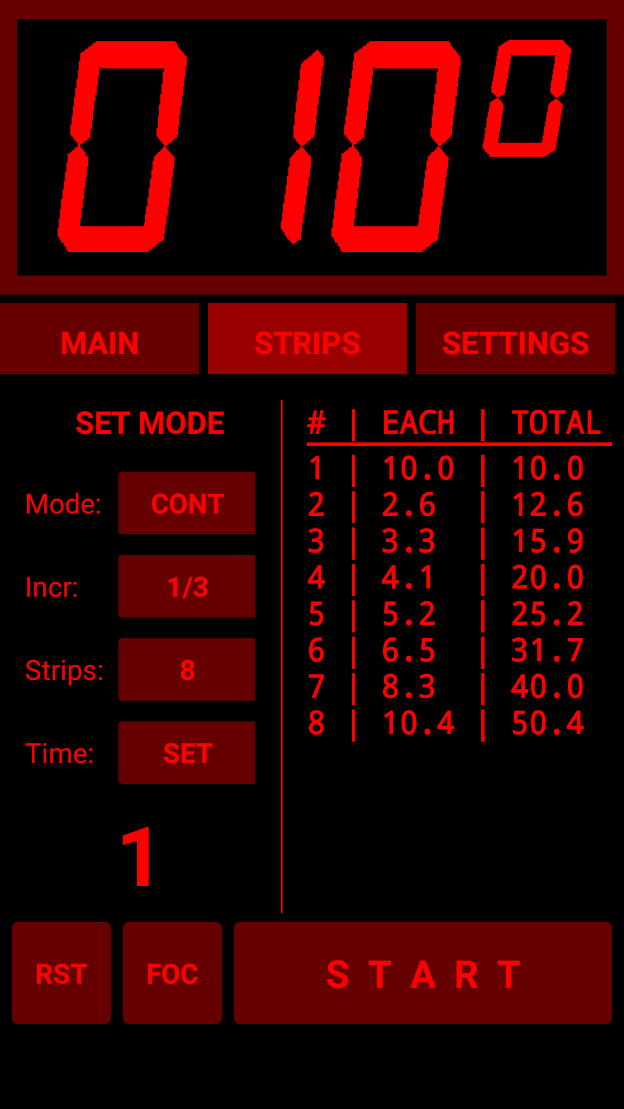 0 10 0
MAIN STRIPS SETTINGS
SET MODE
Mode: CONT
Incr: 1/3
Strips: 8
Time: SET
1
# | EACH | TOTAL
1 | 10.0 | 10.0
2 | 2.6 | 12.6
3 | 3.3 | 15.9
4 | 4.1 | 20.0
5 | 5.2 | 25.2
6 | 6.5 | 31.7
7 | 8.3 | 40.0
8 | 10.4 | 50.4
RST FOC START